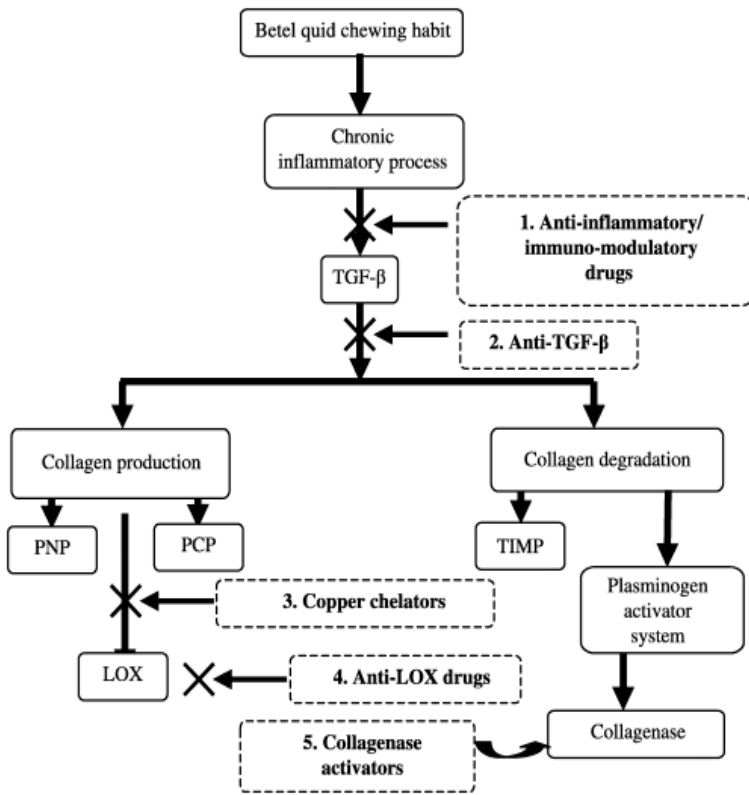 Betel quid chewing habit
Chronic
inflammatory process
1. Anti-inflammatory/
immuno-modulatory
drugs
TGF-β
2. Anti-TGF-β
Collagen production
Collagen degradation
PNP
PCP
TIMP
Plasminogen
activator
system
3. Copper chelators
LOX
4. Anti-LOX drugs
5. Collagenase
activators
Collagenase